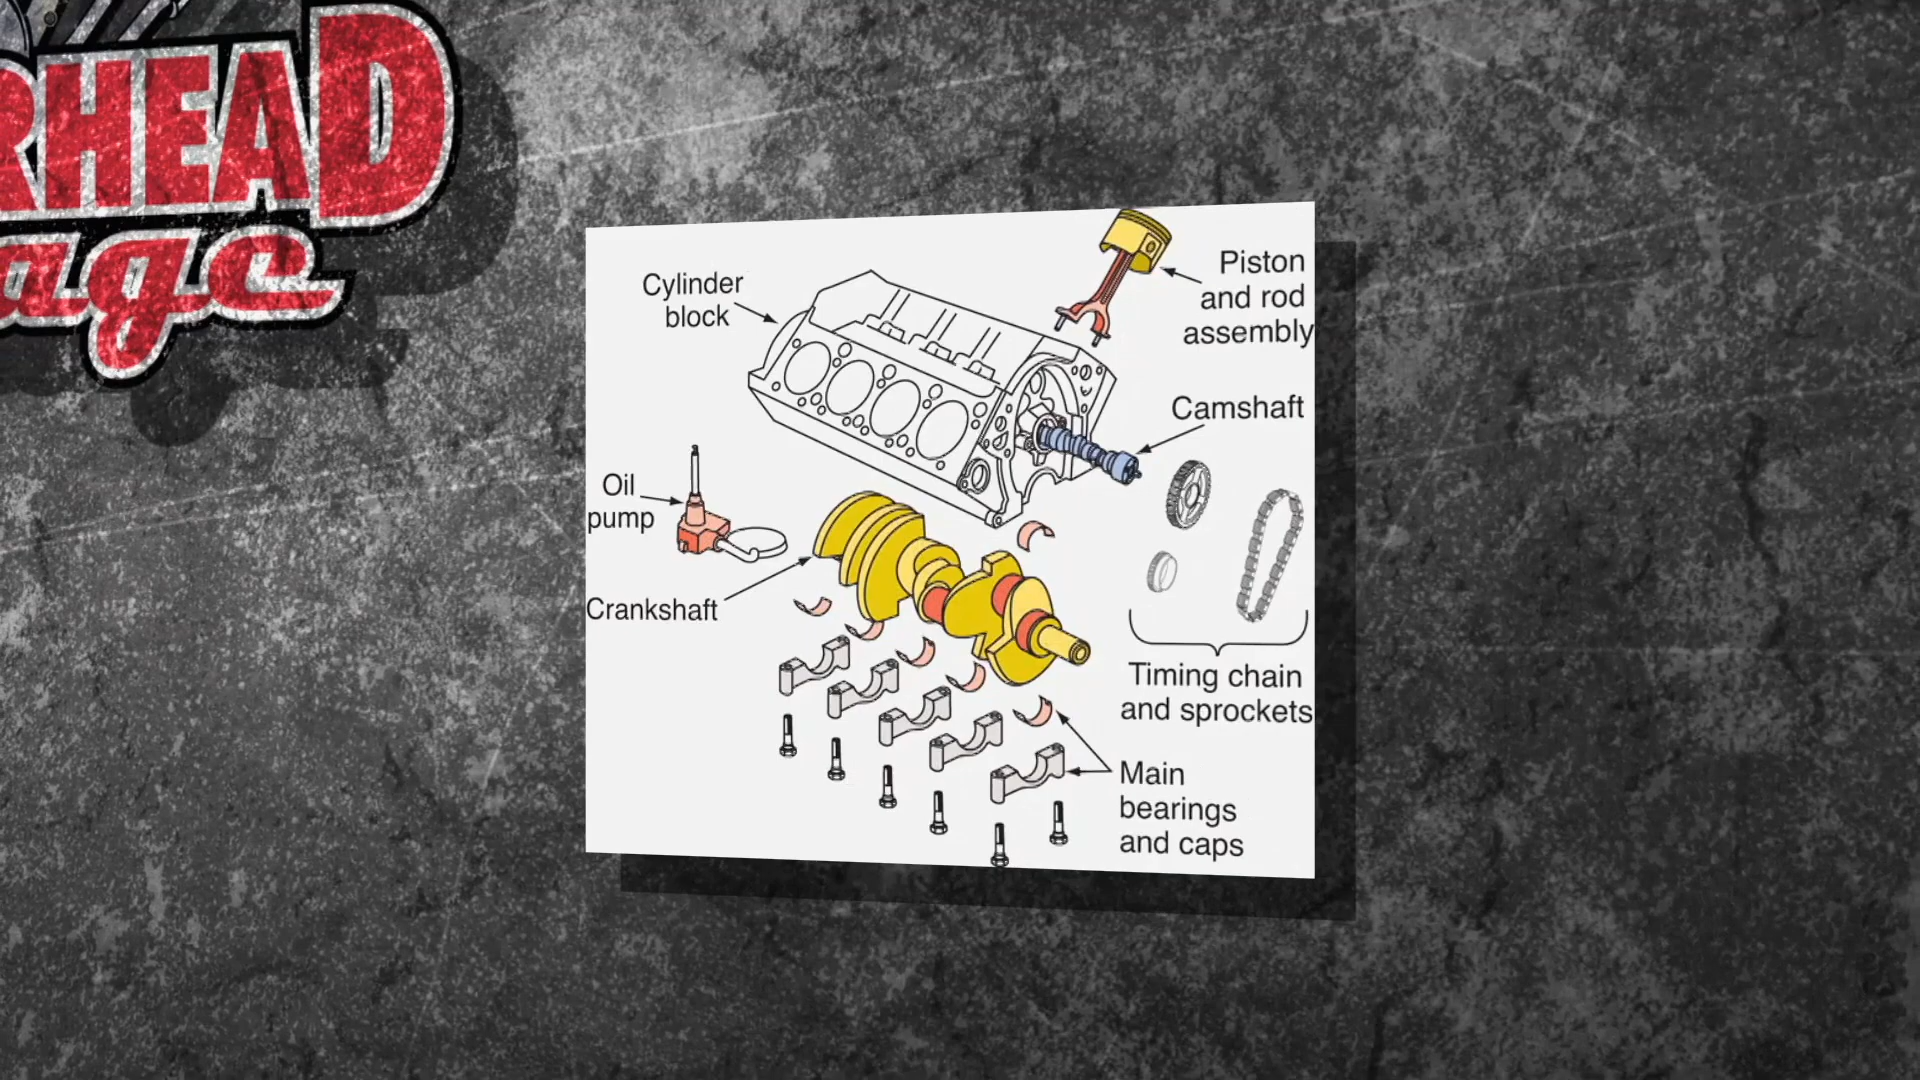 RHEAD
age
Cylinder
block
Piston
and rod
assembly
Camshaft
Oil
pump
Crankshaft
Timing chain
and sprockets
Main
bearings
and caps